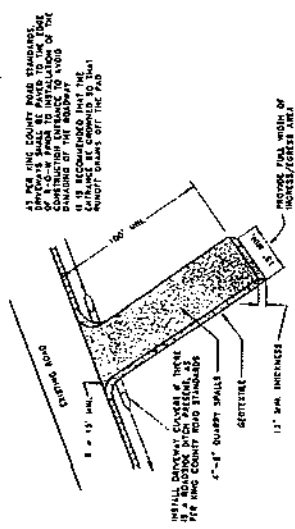 AS PER KING COUNTY ROAD STANDARDS,
DRIVEWAYS SHALL BE PAVED TO THE EDGE
OF R-O-W PRIOR TO INSTALLATION OF THE
CONSTRUCTION ENTRANCE TO AVOID
DAMAGING OF THE ROADWAY
IT IS RECOMMENDED THAT THE
ENTRANCE BE CROWNED SO THAT
RUNOFF DRAINS OFF THE PAD
EXISTING ROAD
100' MIN.
R = 15' MIN.
INSTALL DRIVEWAY CULVERT IF THERE
IS A ROADSIDE DITCH PRESENT, AS
PER KING COUNTY ROAD STANDARDS
4"-8" QUARRY SPALLS
GEOTEXTILE
12" MIN. THICKNESS
15' MIN.
PROVIDE FULL WIDTH OF
INGRESS/EGRESS AREA